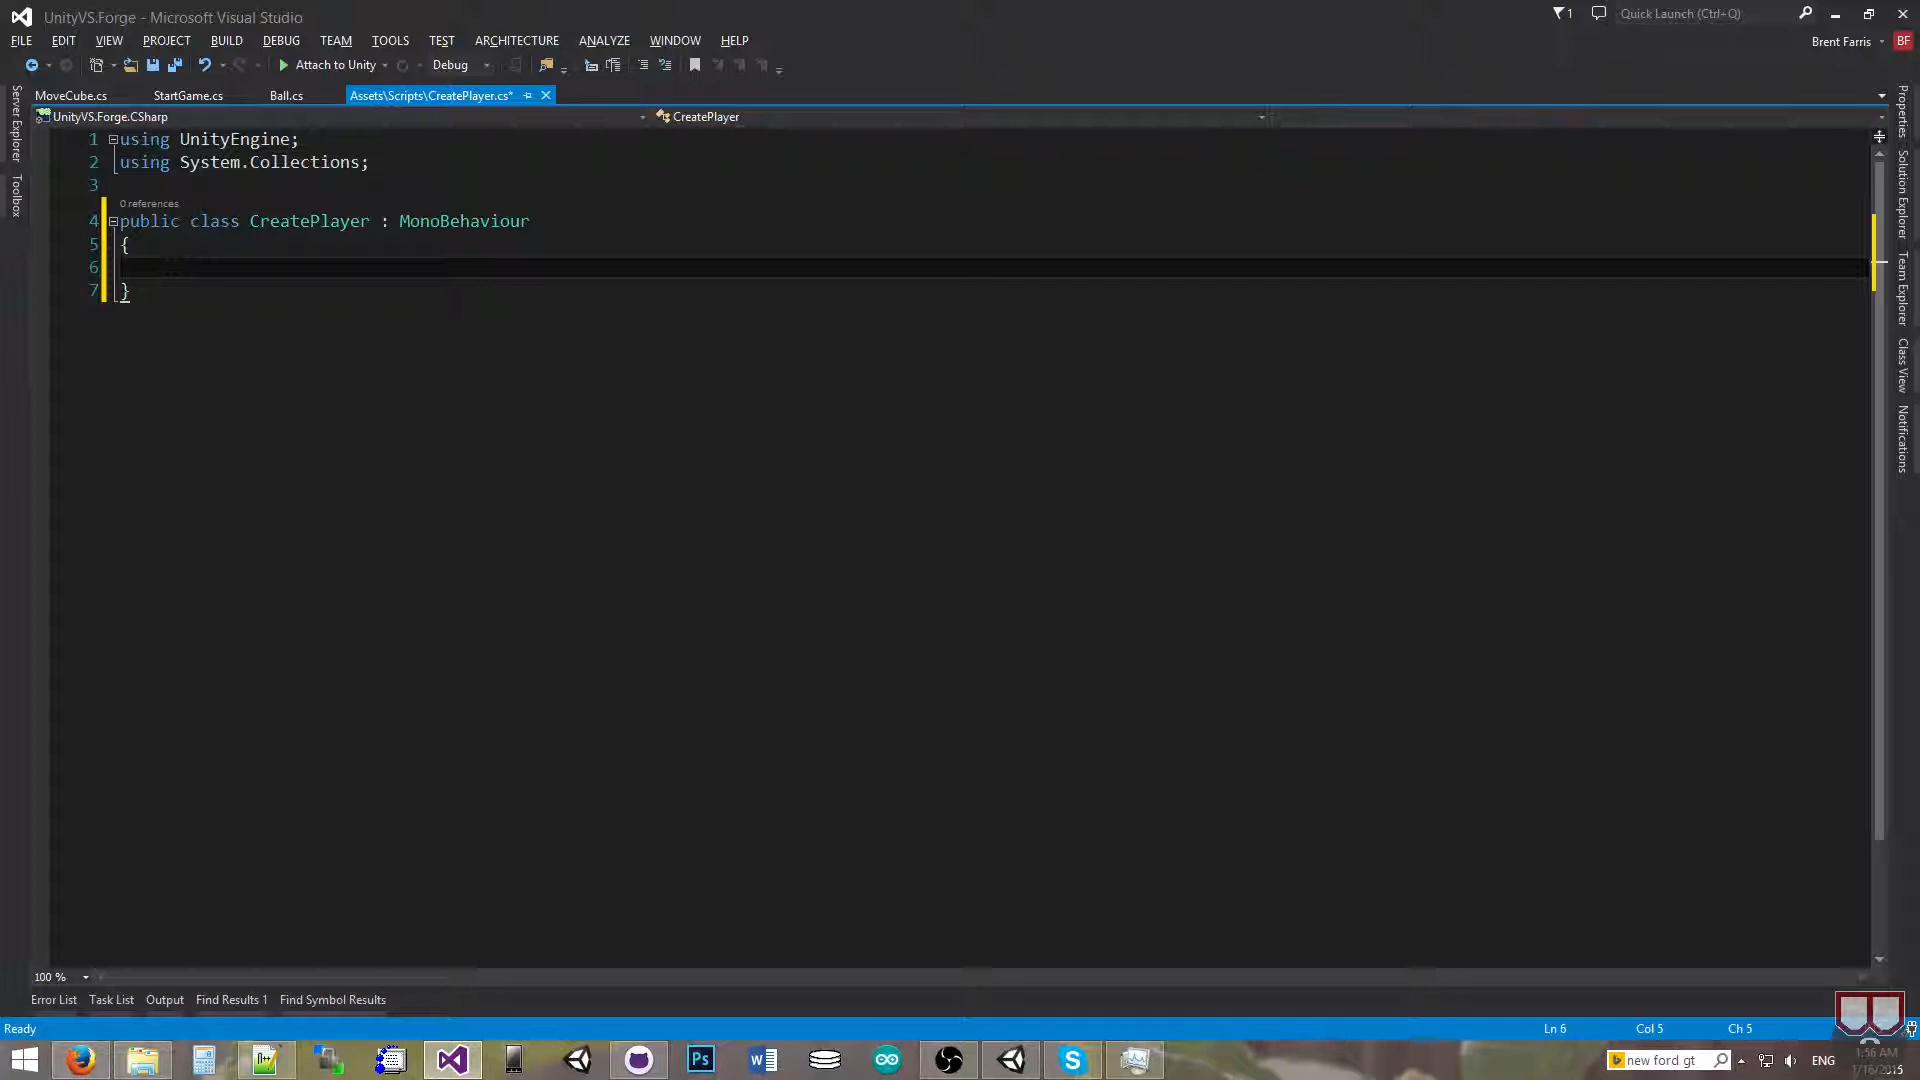 UnityVS.Forge - Microsoft Visual Studio
1
Quick Launch (Ctrl+Q)
FILE EDIT VIEW PROJECT BUILD DEBUG TEAM TOOLS TEST ARCHITECTURE ANALYZE WINDOW HELP
Brent Farris BF
Attach to Unity Debug
MoveCube.cs StartGame.cs Ball.cs Assets\Scripts\CreatePlayer.cs*
UnityVS.Forge.CSharp CreatePlayer
1 using UnityEngine;
2 using System.Collections;
3
0 references
4 public class CreatePlayer : MonoBehaviour
5 {
6
7 }
Server Explorer
Toolbox
Properties
Solution Explorer
Team Explorer
Class View
Notifications
100 %
Error List Task List Output Find Results 1 Find Symbol Results
Ready Ln 6 Col 5 Ch 5
new ford gt
ENG
1:56 AM